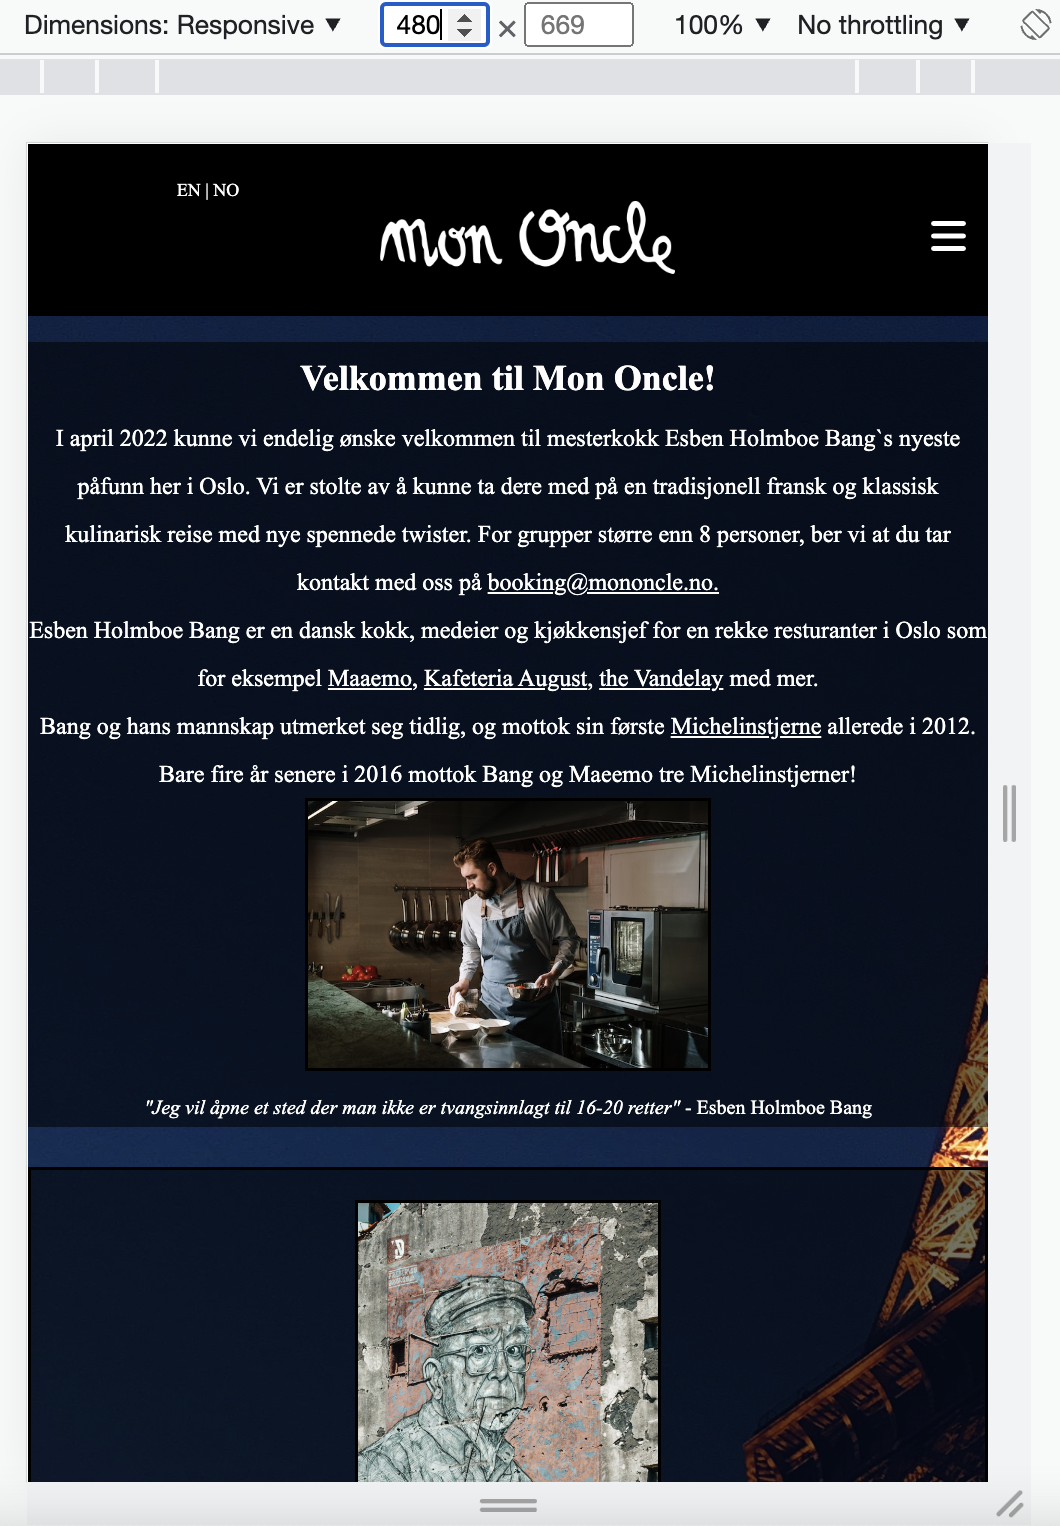 Dimensions: Responsive ▼ 480 × 669 100% ▼ No throttling ▼
EN | NO
mon Oncle
Velkommen til Mon Oncle!
I april 2022 kunne vi endelig ønske velkommen til mesterkokk Esben Holmboe Bang`s nyeste
påfunn her i Oslo. Vi er stolte av å kunne ta dere med på en tradisjonell fransk og klassisk
kulinarisk reise med nye spennede twister. For grupper større enn 8 personer, ber vi at du tar
kontakt med oss på booking@mononcle.no.
Esben Holmboe Bang er en dansk kokk, medeier og kjøkkensjef for en rekke resturanter i Oslo som
for eksempel Maaemo, Kafeteria August, the Vandelay med mer.
Bang og hans mannskap utmerket seg tidlig, og mottok sin første Michelinstjerne allerede i 2012.
Bare fire år senere i 2016 mottok Bang og Maeemo tre Michelinstjerner!
"Jeg vil åpne et sted der man ikke er tvangsinnlagt til 16-20 retter" - Esben Holmboe Bang